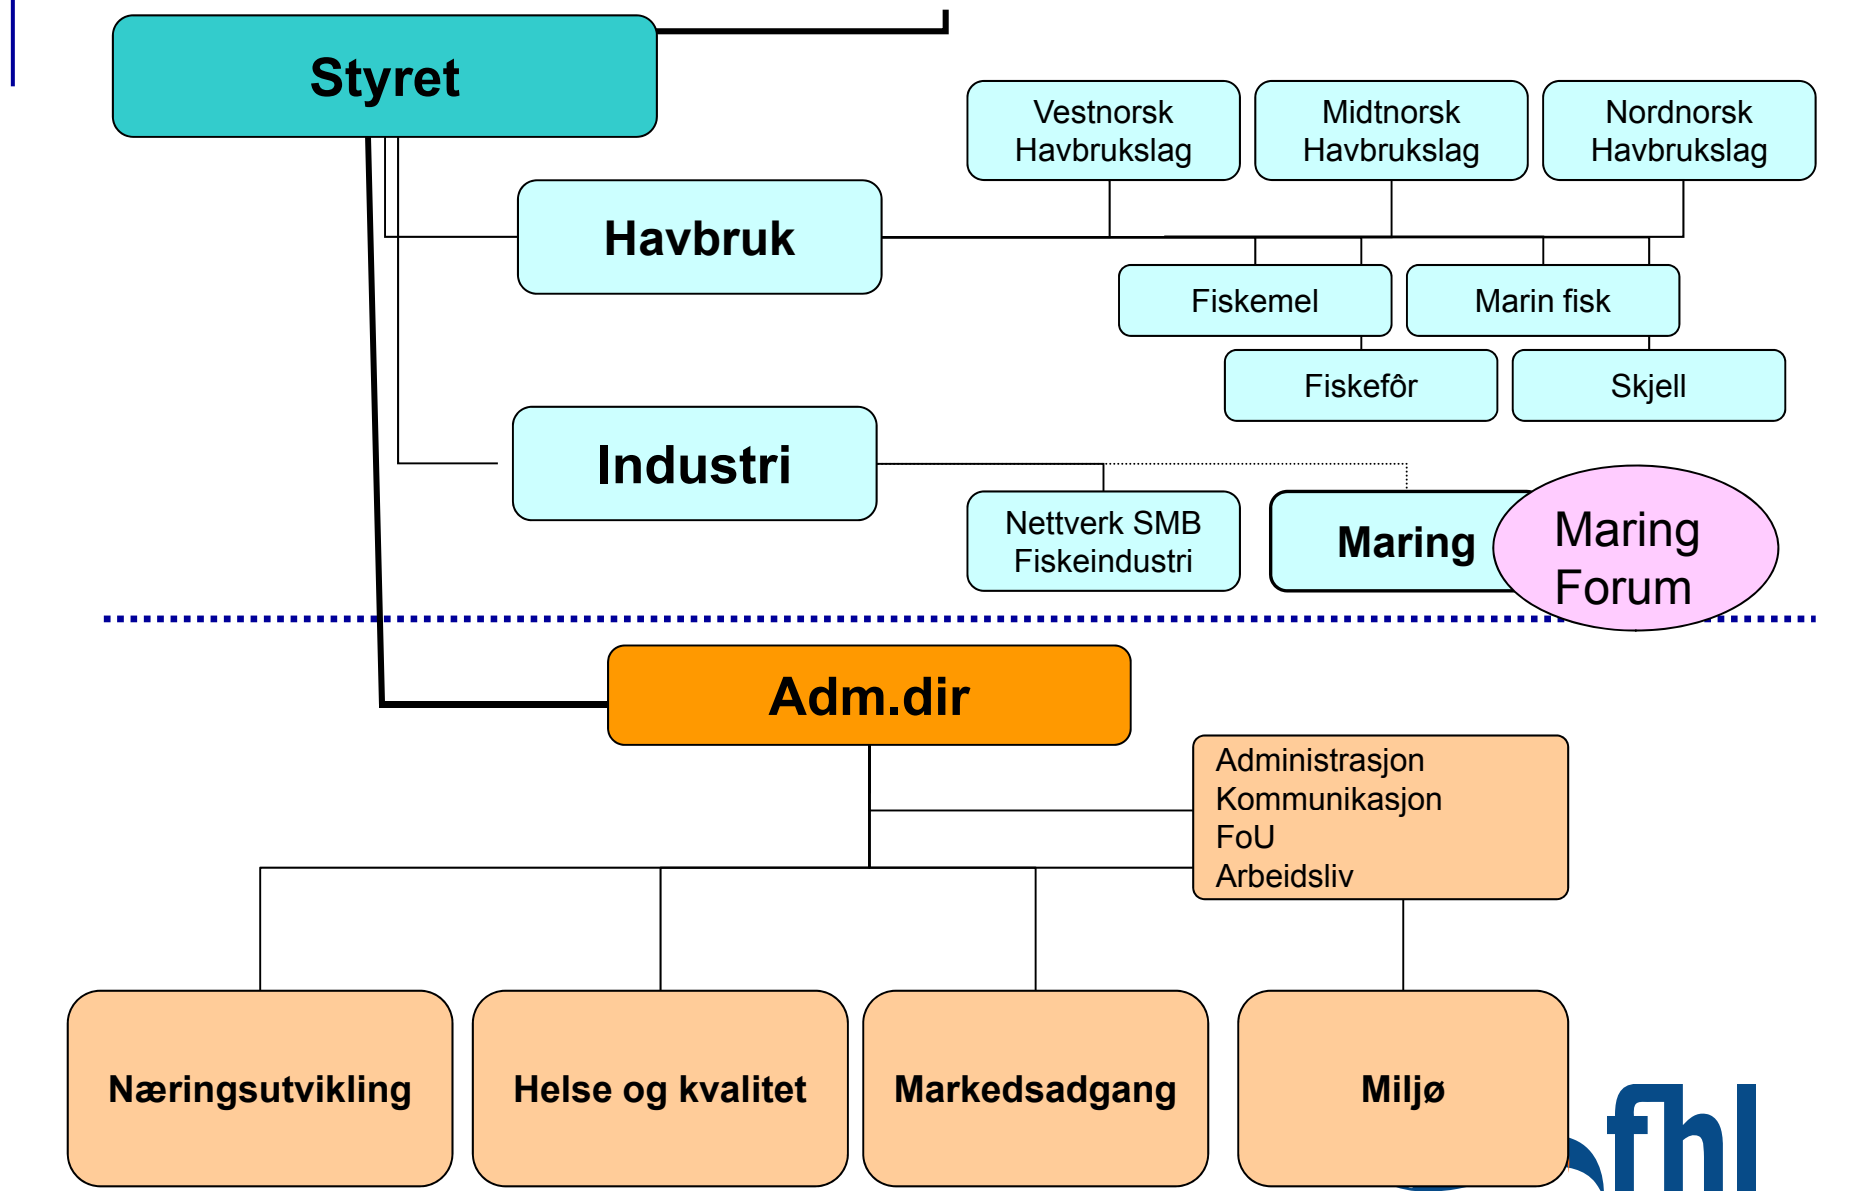 Styret
Vestnorsk
Havbrukslag
Midtnorsk
Havbrukslag
Nordnorsk
Havbrukslag
Havbruk
Fiskemel
Marin fisk
Fiskefôr
Skjell
Industri
Nettverk SMB
Fiskeindustri
Maring
Maring
Forum
Adm.dir
Administrasjon
Kommunikasjon
FoU
Arbeidsliv
Næringsutvikling
Helse og kvalitet
Markedsadgang
Miljø
fhl